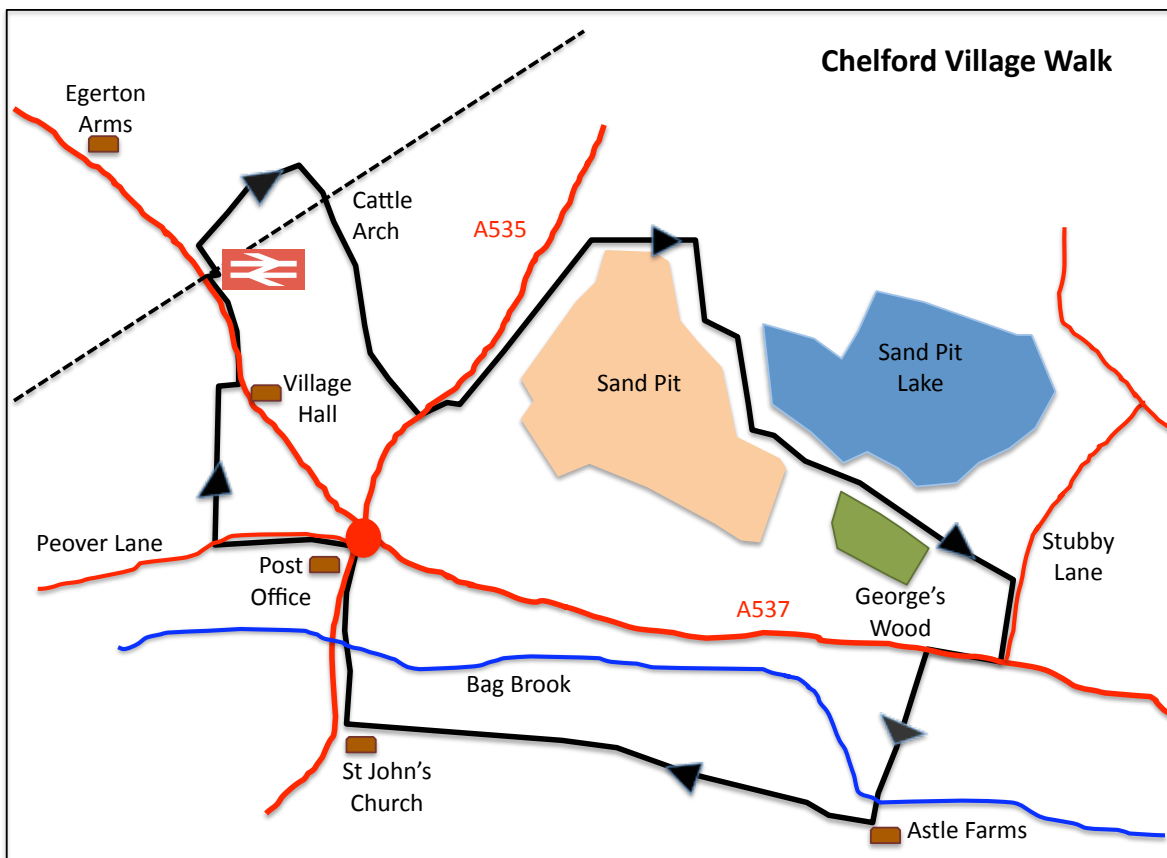 Chelford Village Walk
Egerton
Arms
Cattle
Arch
A535
Sand Pit
Sand Pit
Lake
Village
Hall
Peover Lane
Post
Office
Stubby
Lane
George’s
Wood
A537
Bag Brook
St John’s
Church
Astle Farms